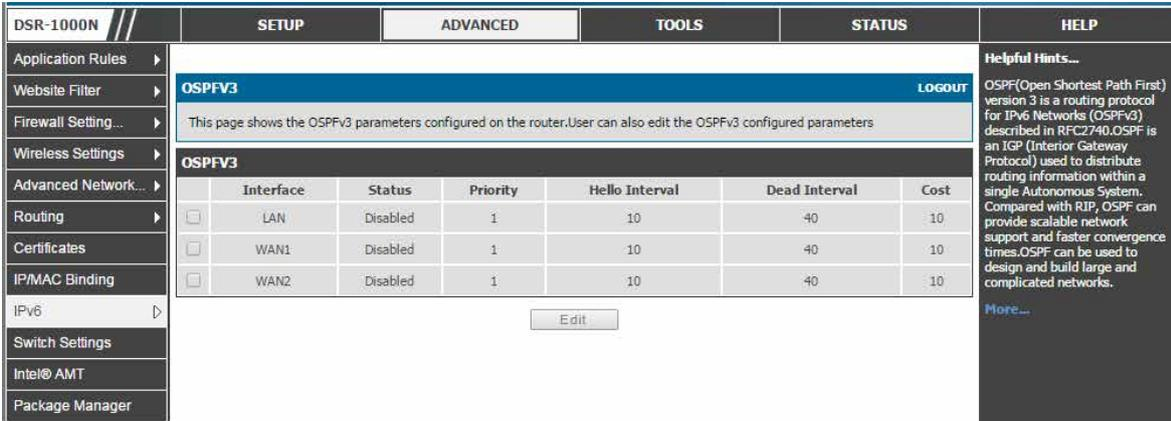 DSR-1000N
SETUP
ADVANCED
TOOLS
STATUS
HELP
Application Rules
Website Filter
Firewall Setting...
Wireless Settings
Advanced Network...
Routing
Certificates
IP/MAC Binding
IPv6
Switch Settings
Intel® AMT
Package Manager
OSPFV3 LOGOUT
This page shows the OSPFv3 parameters configured on the router.User can also edit the OSPFv3 configured parameters
OSPFV3
Interface Status Priority Hello Interval Dead Interval Cost
LAN Disabled 1 10 40 10
WAN1 Disabled 1 10 40 10
WAN2 Disabled 1 10 40 10
Edit
Helpful Hints...
OSPF(Open Shortest Path First)
version 3 is a routing protocol
for IPv6 Networks (OSPFv3)
described in RFC2740.OSPF is
an IGP (Interior Gateway
Protocol) used to distribute
routing information within a
single Autonomous System.
Compared with RIP, OSPF can
provide scalable network
support and faster convergence
times.OSPF can be used to
design and build large and
complicated networks.
More...